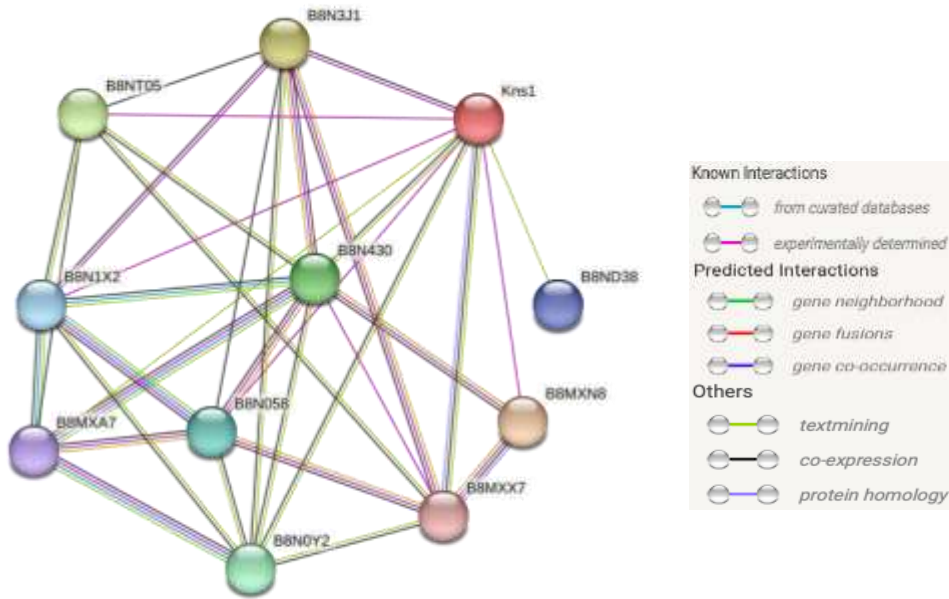 B8N3J1
B8NT05
Kns1
B8N430
B8N1X2
B8ND38
B8N058
B8MXN8
B8MXA7
B8MXX7
B8N0Y2
Known Interactions
from curated databases
experimentally determined
Predicted Interactions
gene neighborhood
gene fusions
gene co-occurrence
Others
textmining
co-expression
protein homology